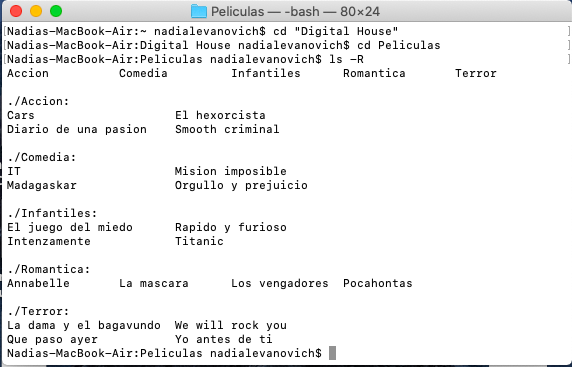 Peliculas — -bash — 80×24
[Nadias-MacBook-Air:~ nadialevanovich$ cd "Digital House" ]
[Nadias-MacBook-Air:Digital House nadialevanovich$ cd Peliculas ]
[Nadias-MacBook-Air:Peliculas nadialevanovich$ ls -R ]
Accion Comedia Infantiles Romantica Terror
./Accion:
Cars El hexorcista
Diario de una pasion Smooth criminal
./Comedia:
IT Mision imposible
Madagaskar Orgullo y prejuicio
./Infantiles:
El juego del miedo Rapido y furioso
Intenzamente Titanic
./Romantica:
Annabelle La mascara Los vengadores Pocahontas
./Terror:
La dama y el bagavundo We will rock you
Que paso ayer Yo antes de ti
Nadias-MacBook-Air:Peliculas nadialevanovich$